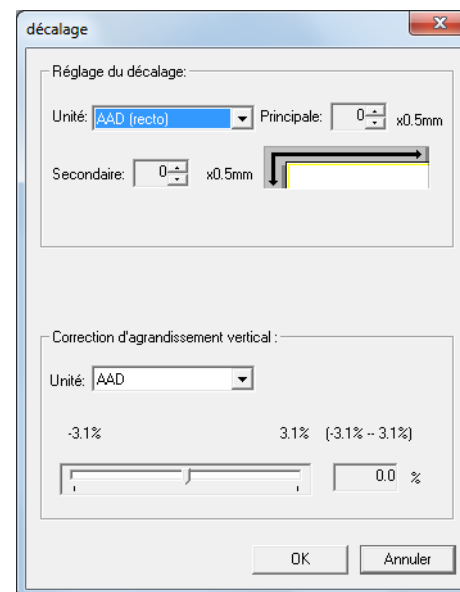 décalage
Réglage du décalage:
Unité: AAD (recto) Principale: 0 x0.5mm
Secondaire: 0 x0.5mm
Correction d'agrandissement vertical :
Unité: AAD
-3.1% 3.1% (-3.1% -- 3.1%)
0.0 %
OK Annuler